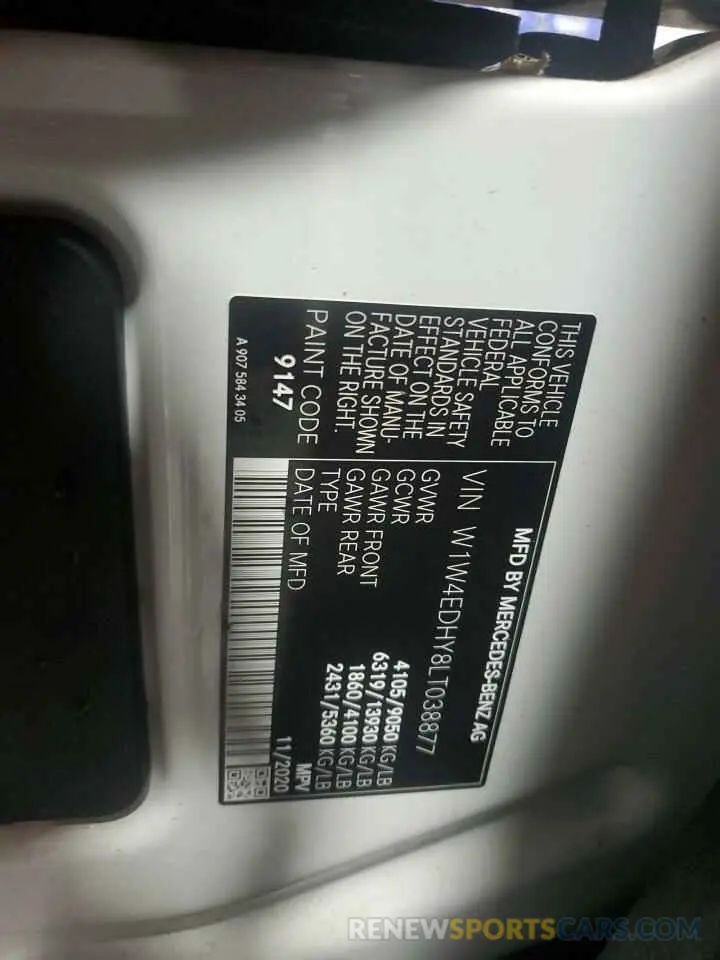 MFD BY MERCEDES-BENZ AG
THIS VEHICLE
CONFORMS TO
ALL APPLICABLE
FEDERAL
VEHICLE SAFETY
STANDARDS IN
EFFECT ON THE
DATE OF MANU-
FACTURE SHOWN
ON THE RIGHT.
PAINT CODE
9147
A 907 584 34 05
VIN W1W4EDHY8LT038877
GVWR 4105/9050 KG/LB
GCWR 6319/13930 KG/LB
GAWR FRONT 1860/4100 KG/LB
GAWR REAR 2431/5360 KG/LB
TYPE MPV
DATE OF MFD 11/2020
RENEWSPORTSCARS.COM